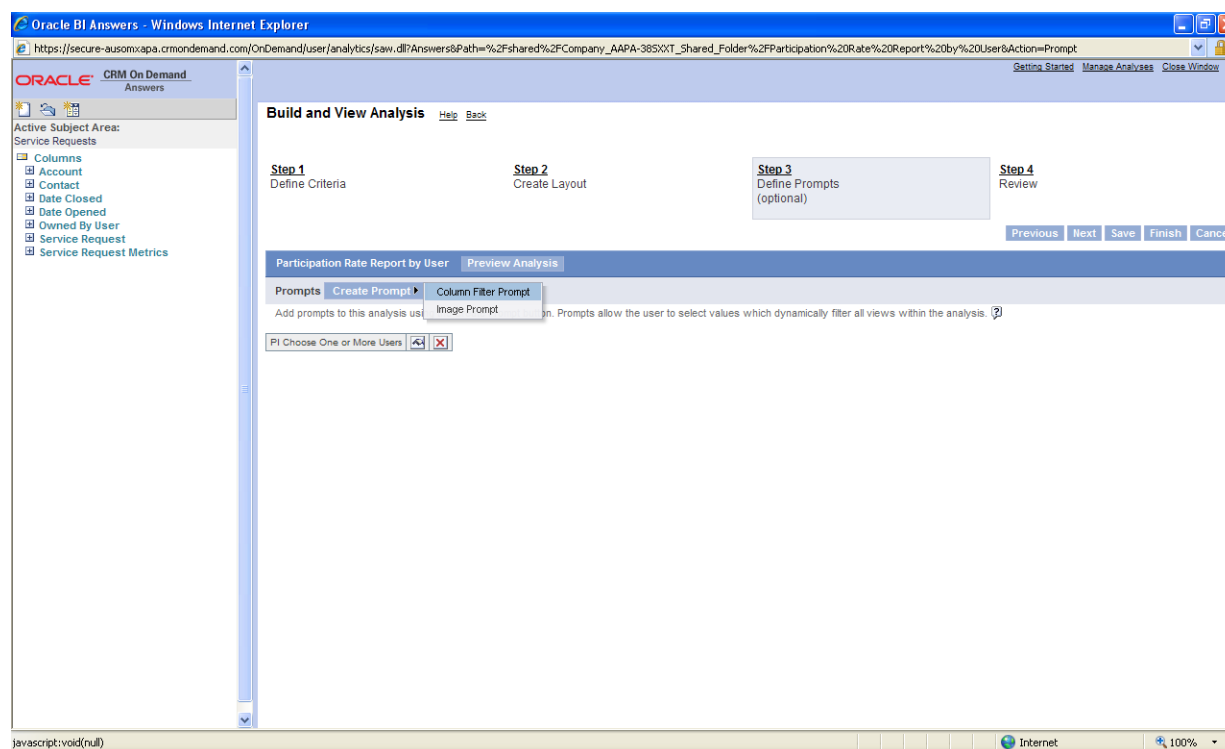 Oracle BI Answers - Windows Internet Explorer
https://secure-ausomxapa.crmondemand.com/OnDemand/user/analytics/saw.dll?Answers&Path=%2Fshared%2FCompany_AAPA-385XXT_Shared_Folder%2FParticipation%20Rate%20Report%20by%20User&Action=Prompt
Getting Started Manage Analyses Close Window
ORACLE CRM On Demand
Answers
Active Subject Area:
Service Requests
Columns
Account
Contact
Date Closed
Date Opened
Owned By User
Service Request
Service Request Metrics
Build and View Analysis Help Back
Step 1 Step 2 Step 3 Step 4
Define Criteria Create Layout Define Prompts Review
(optional)
Previous Next Save Finish Cance
Participation Rate Report by User Preview Analysis
Prompts Create Prompt Column Filter Prompt
Image Prompt
Add prompts to this analysis usi on. Prompts allow the user to select values which dynamically filter all views within the analysis.
PI Choose One or More Users
javascript:void(null) Internet 100%